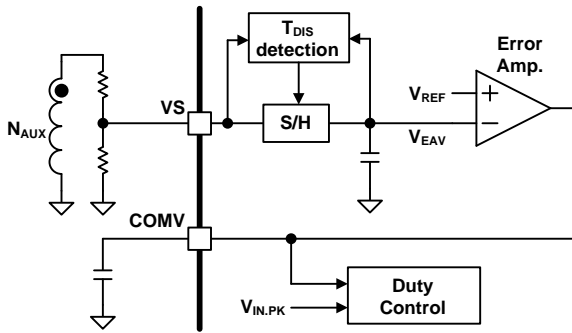 T_DIS
detection
Error
Amp.
VS
S/H
V_REF
+
−
V_EAV
N_AUX
COMV
V_IN.PK
Duty
Control